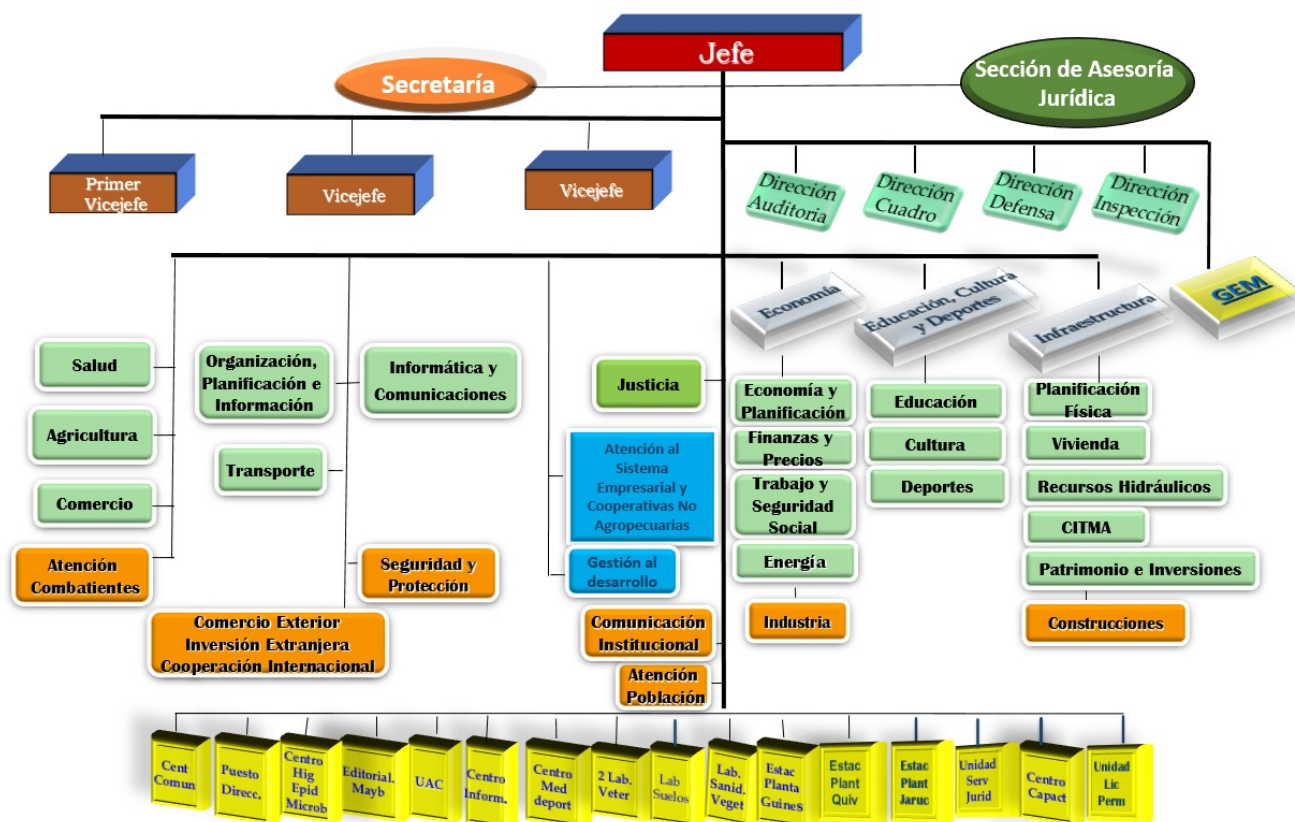 Jefe
Secretaría
Sección de Asesoría
Jurídica
Primer
Vicejefe
Vicejefe
Vicejefe
Dirección
Auditoria
Dirección
Cuadro
Dirección
Defensa
Dirección
Inspección
Economía
Educación, Cultura
y Deportes
Infraestructura
GEM
Salud
Agricultura
Comercio
Atención
Combatientes
Organización,
Planificación e
Información
Transporte
Informática y
Comunicaciones
Seguridad y
Protección
Comercio Exterior
Inversión Extranjera
Cooperación Internacional
Justicia
Atención al
Sistema
Empresarial y
Cooperativas No
Agropecuarias
Gestión al
desarrollo
Comunicación
Institucional
Atención
Población
Economía y
Planificación
Finanzas y
Precios
Trabajo y
Seguridad
Social
Energía
Industria
Educación
Cultura
Deportes
Planificación
Física
Vivienda
Recursos Hidráulicos
CITMA
Patrimonio e Inversiones
Construcciones
Cent
Comun
Puesto
Direcc.
Centro
Hig
Epid
Microb
Editorial.
Mayb
UAC
Centro
Inform.
Centro
Med
deport
2 Lab.
Veter
Lab
Suelos
Lab.
Sanid.
Veget
Estac
Planta
Guines
Estac
Plant
Quiv
Estac
Plant
Jaruc
Unidad
Serv
Jurid
Centro
Capact
Unidad
Lic
Perm